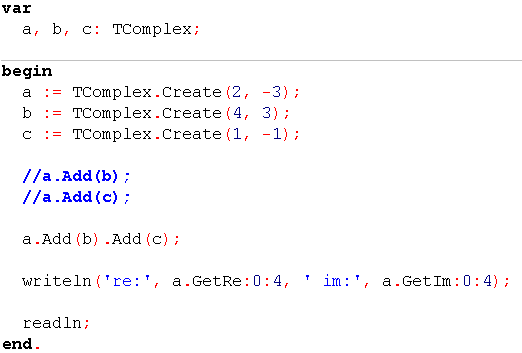 var
  a, b, c: TComplex;
begin
  a := TComplex.Create(2, -3);
  b := TComplex.Create(4, 3);
  c := TComplex.Create(1, -1);
  //a.Add(b);
  //a.Add(c);
  a.Add(b).Add(c);
  writeln('re:', a.GetRe:0:4, ' im:', a.GetIm:0:4);
  readln;
end.